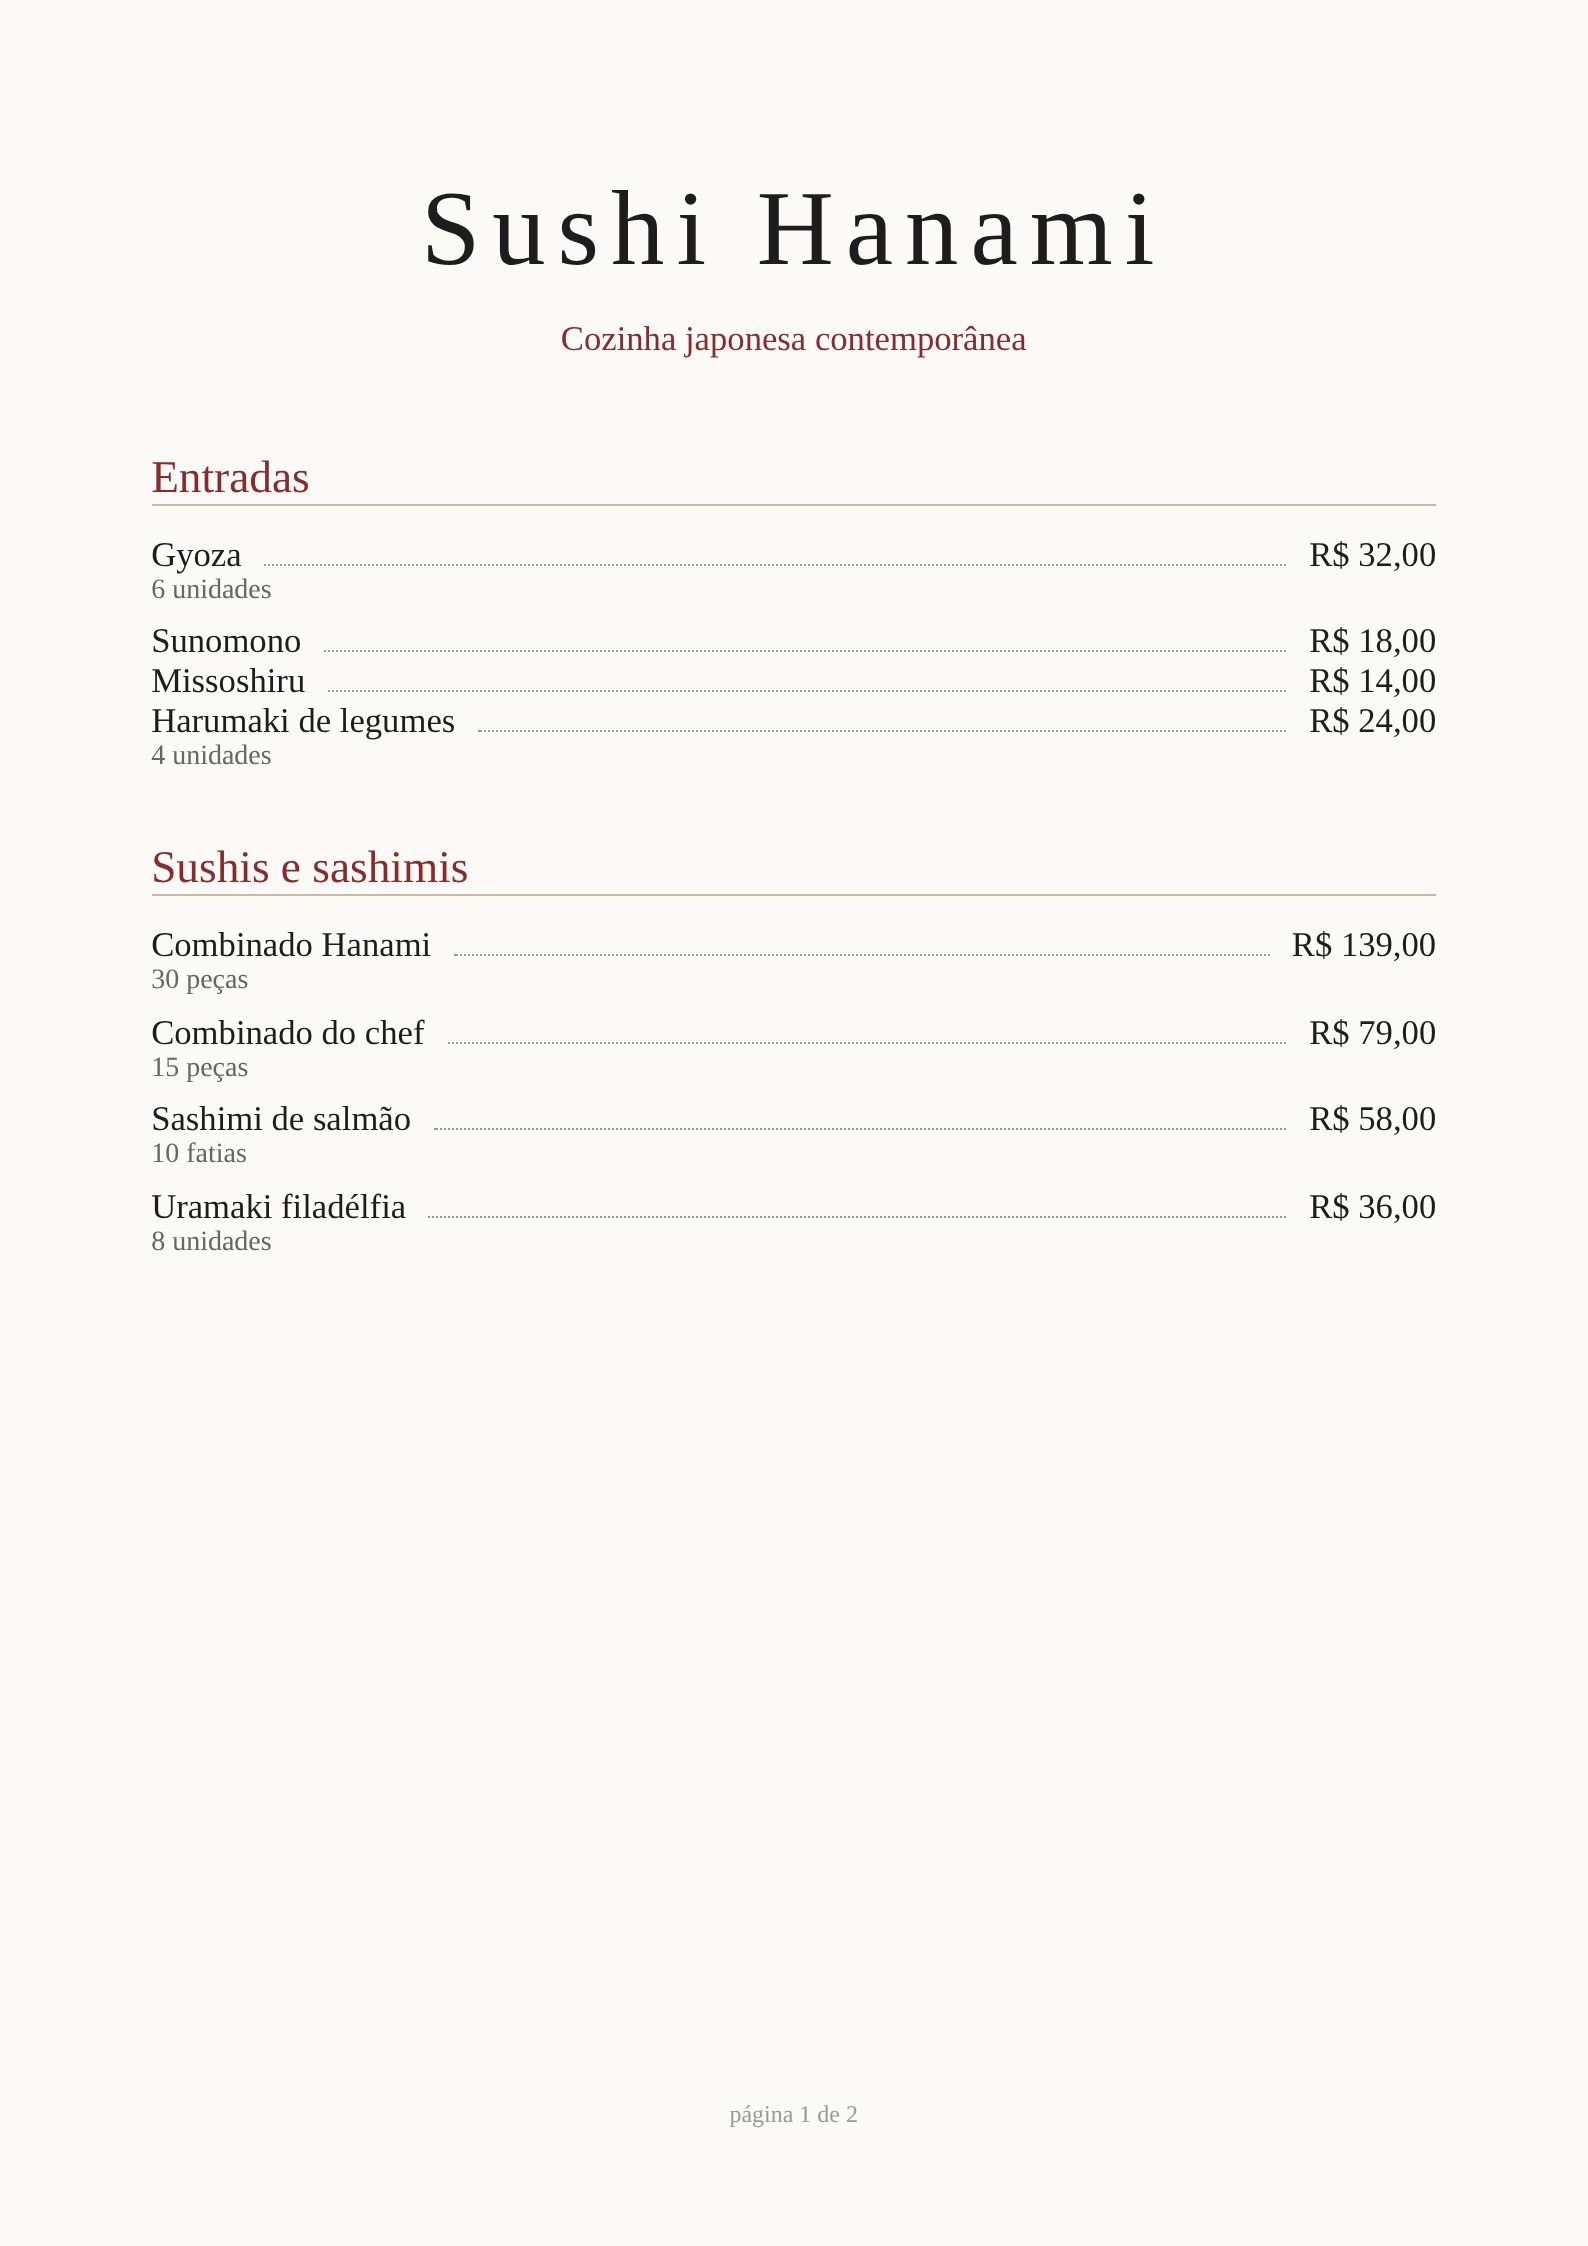 Sushi Hanami
Cozinha japonesa contemporânea
Entradas
Gyoza R$ 32,00
6 unidades
Sunomono R$ 18,00
Missoshiru R$ 14,00
Harumaki de legumes R$ 24,00
4 unidades
Sushis e sashimis
Combinado Hanami R$ 139,00
30 peças
Combinado do chef R$ 79,00
15 peças
Sashimi de salmão R$ 58,00
10 fatias
Uramaki filadélfia R$ 36,00
8 unidades
página 1 de 2